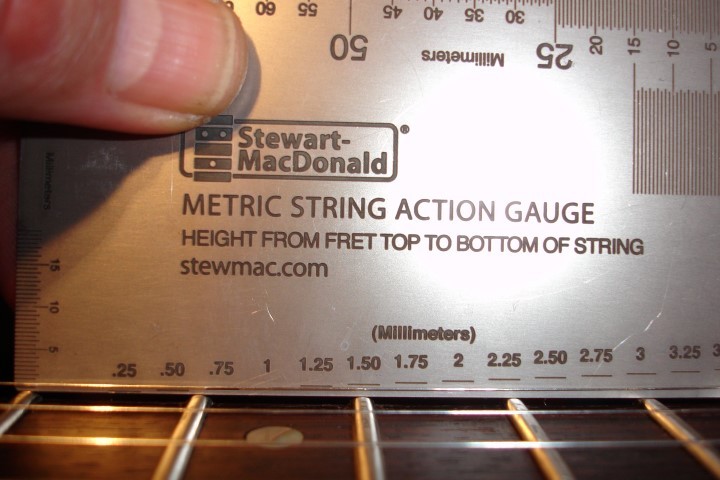 60 55 50 45 40 35 30 25 20 15 10 5
Millimeters
Stewart-
MacDonald®
METRIC STRING ACTION GAUGE
HEIGHT FROM FRET TOP TO BOTTOM OF STRING
stewmac.com
Millimeters
15
10
5
(Millimeters)
.25 .50 .75 1 1.25 1.50 1.75 2 2.25 2.50 2.75 3 3.25